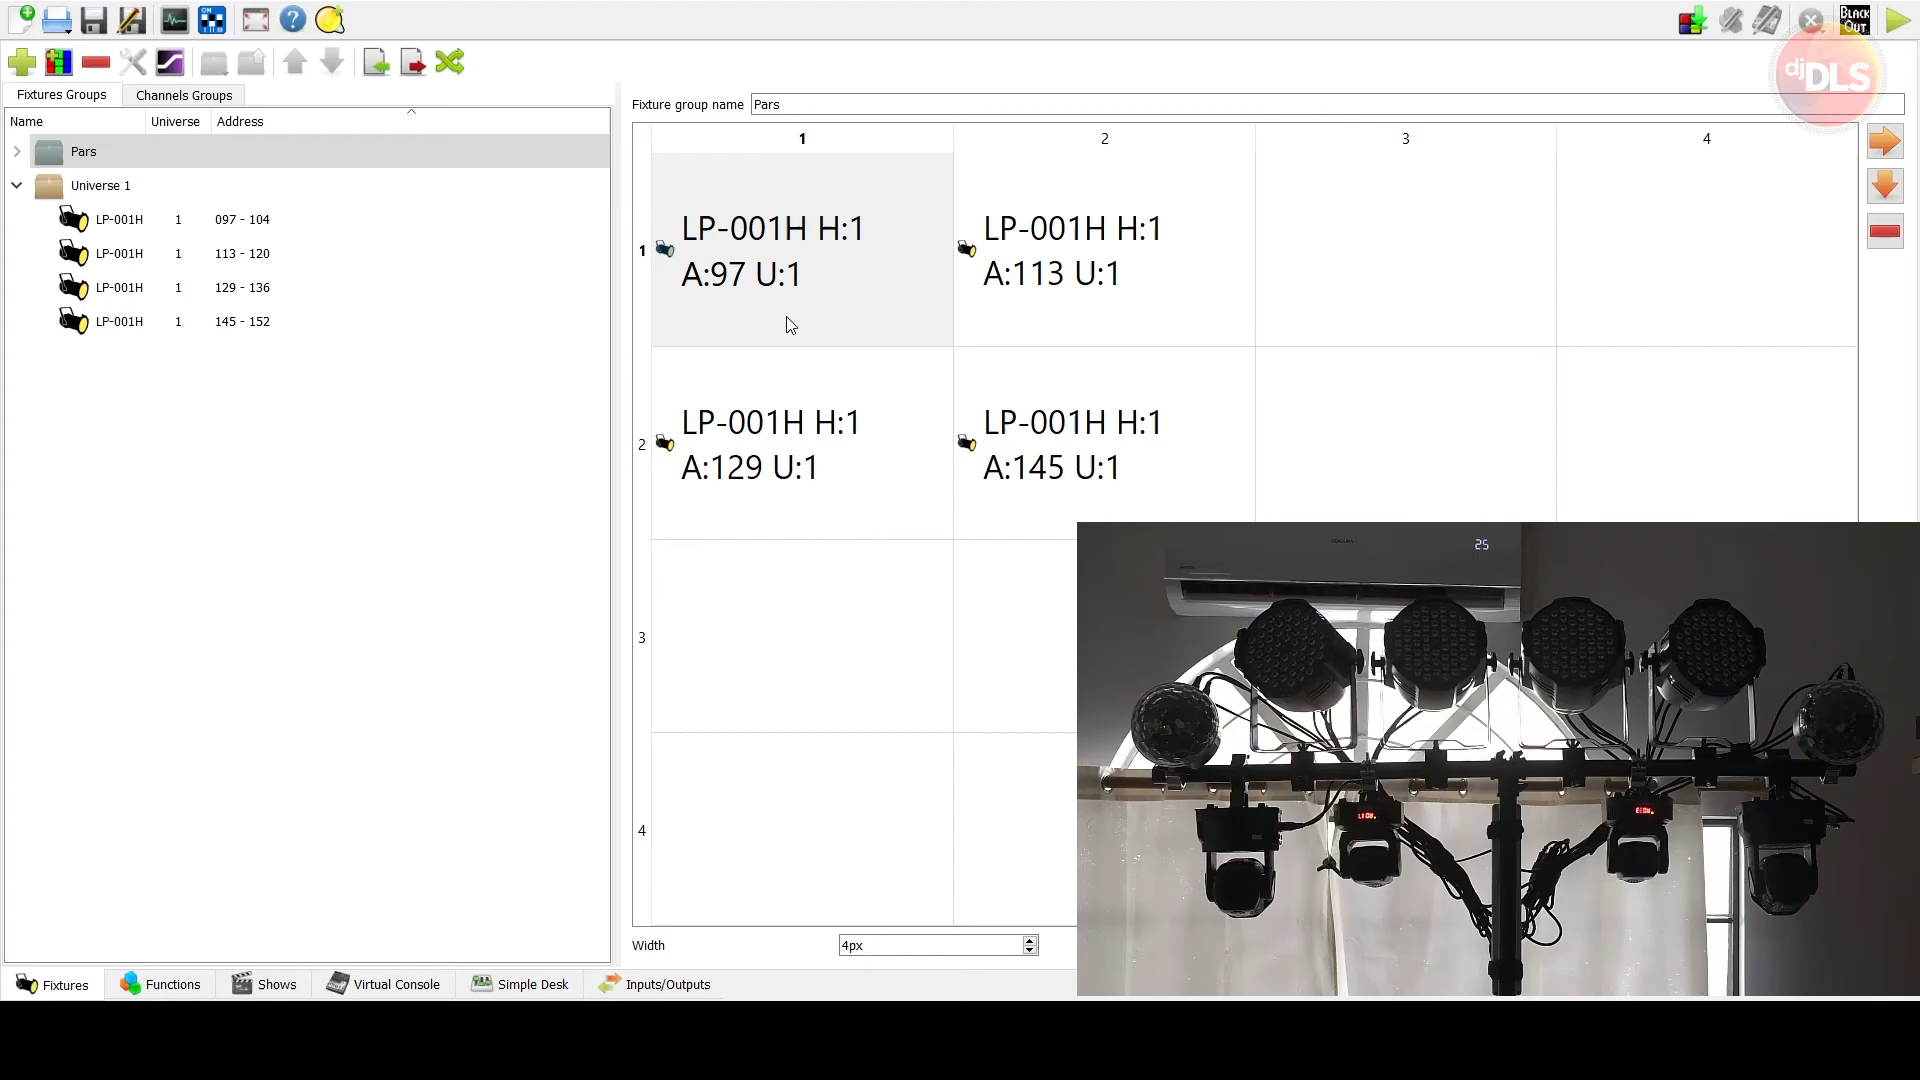 ON
?
BLACK
OUT
dj DLS
Fixtures Groups
Channels Groups
Fixture group name
Pars
Name
Universe
Address
Pars
Universe 1
LP-001H 1 097 - 104
LP-001H 1 113 - 120
LP-001H 1 129 - 136
LP-001H 1 145 - 152
1 2 3 4
1
LP-001H H:1
A:97 U:1
LP-001H H:1
A:113 U:1
2
LP-001H H:1
A:129 U:1
LP-001H H:1
A:145 U:1
3
4
25
Width
4px
Fixtures
Functions
Shows
Virtual Console
Simple Desk
Inputs/Outputs